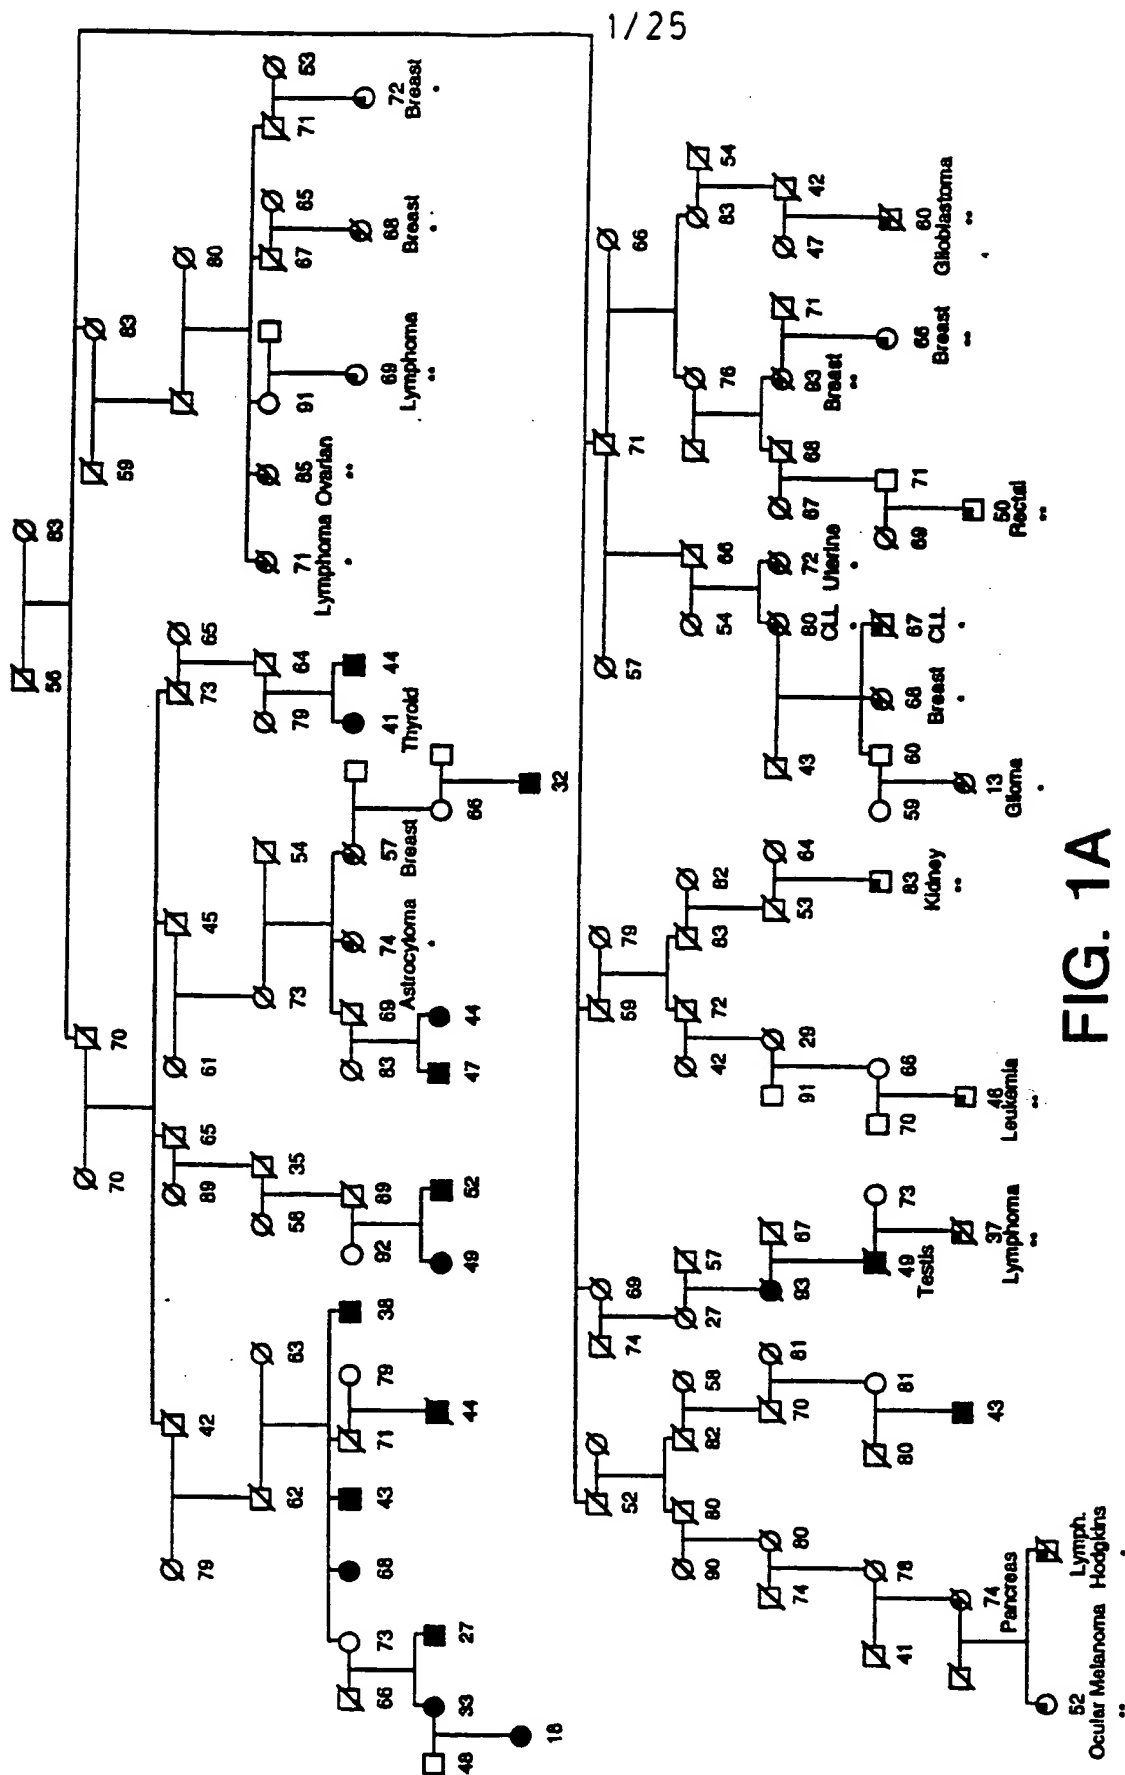 1/25
56 83
70 70 59 83
79 42 89 65 61 45 73 65 80
62 63 58 35 73 54 79 64 71 85 91 67 65 71 53
Lymphoma Ovarian
66 73 68 43 71 79 38 92 89 83 69 74 57 41 44 69 68 72
Astrocytoma Breast Thyroid Lymphoma Breast Breast
48 33 27 44 49 52 47 44 66
18 32
52 74 69 59 79 57 71 66
90 80 82 58 27 57 42 72 83 82 54 66 76 83 54
74 80 70 81 93 67 91 29 53 64 43 80 72 67 68 83 47 42
CLL Uterine Breast
41 78 80 81 49 73 70 66 83 59 60 68 67 69 71 66 60
Testis Kidney Breast CLL Breast Glioblastoma
74 43 37 46 13 50
Pancreas Lymphoma Leukemia Glioma Rectal
52 Lymph.
Ocular Melanoma Hodgkins
FIG. 1A